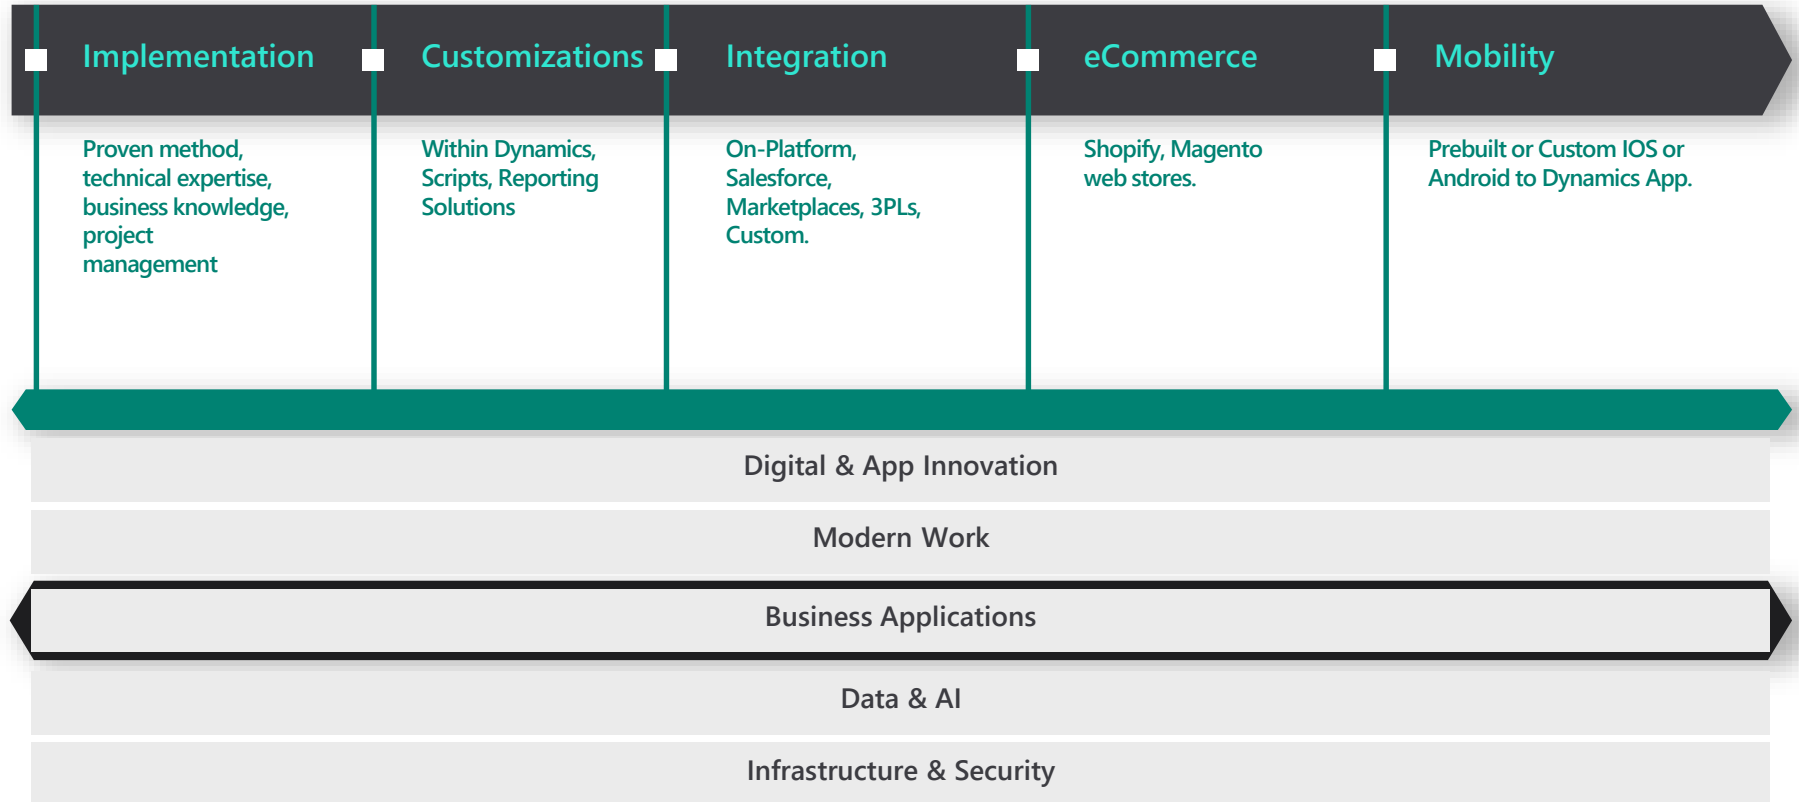 Implementation
Customizations
Integration
eCommerce
Mobility
Proven method,
technical expertise,
business knowledge,
project
management
Within Dynamics,
Scripts, Reporting
Solutions
On-Platform,
Salesforce,
Marketplaces, 3PLs,
Custom.
Shopify, Magento
web stores.
Prebuilt or Custom IOS or
Android to Dynamics App.
Digital & App Innovation
Modern Work
Business Applications
Data & AI
Infrastructure & Security